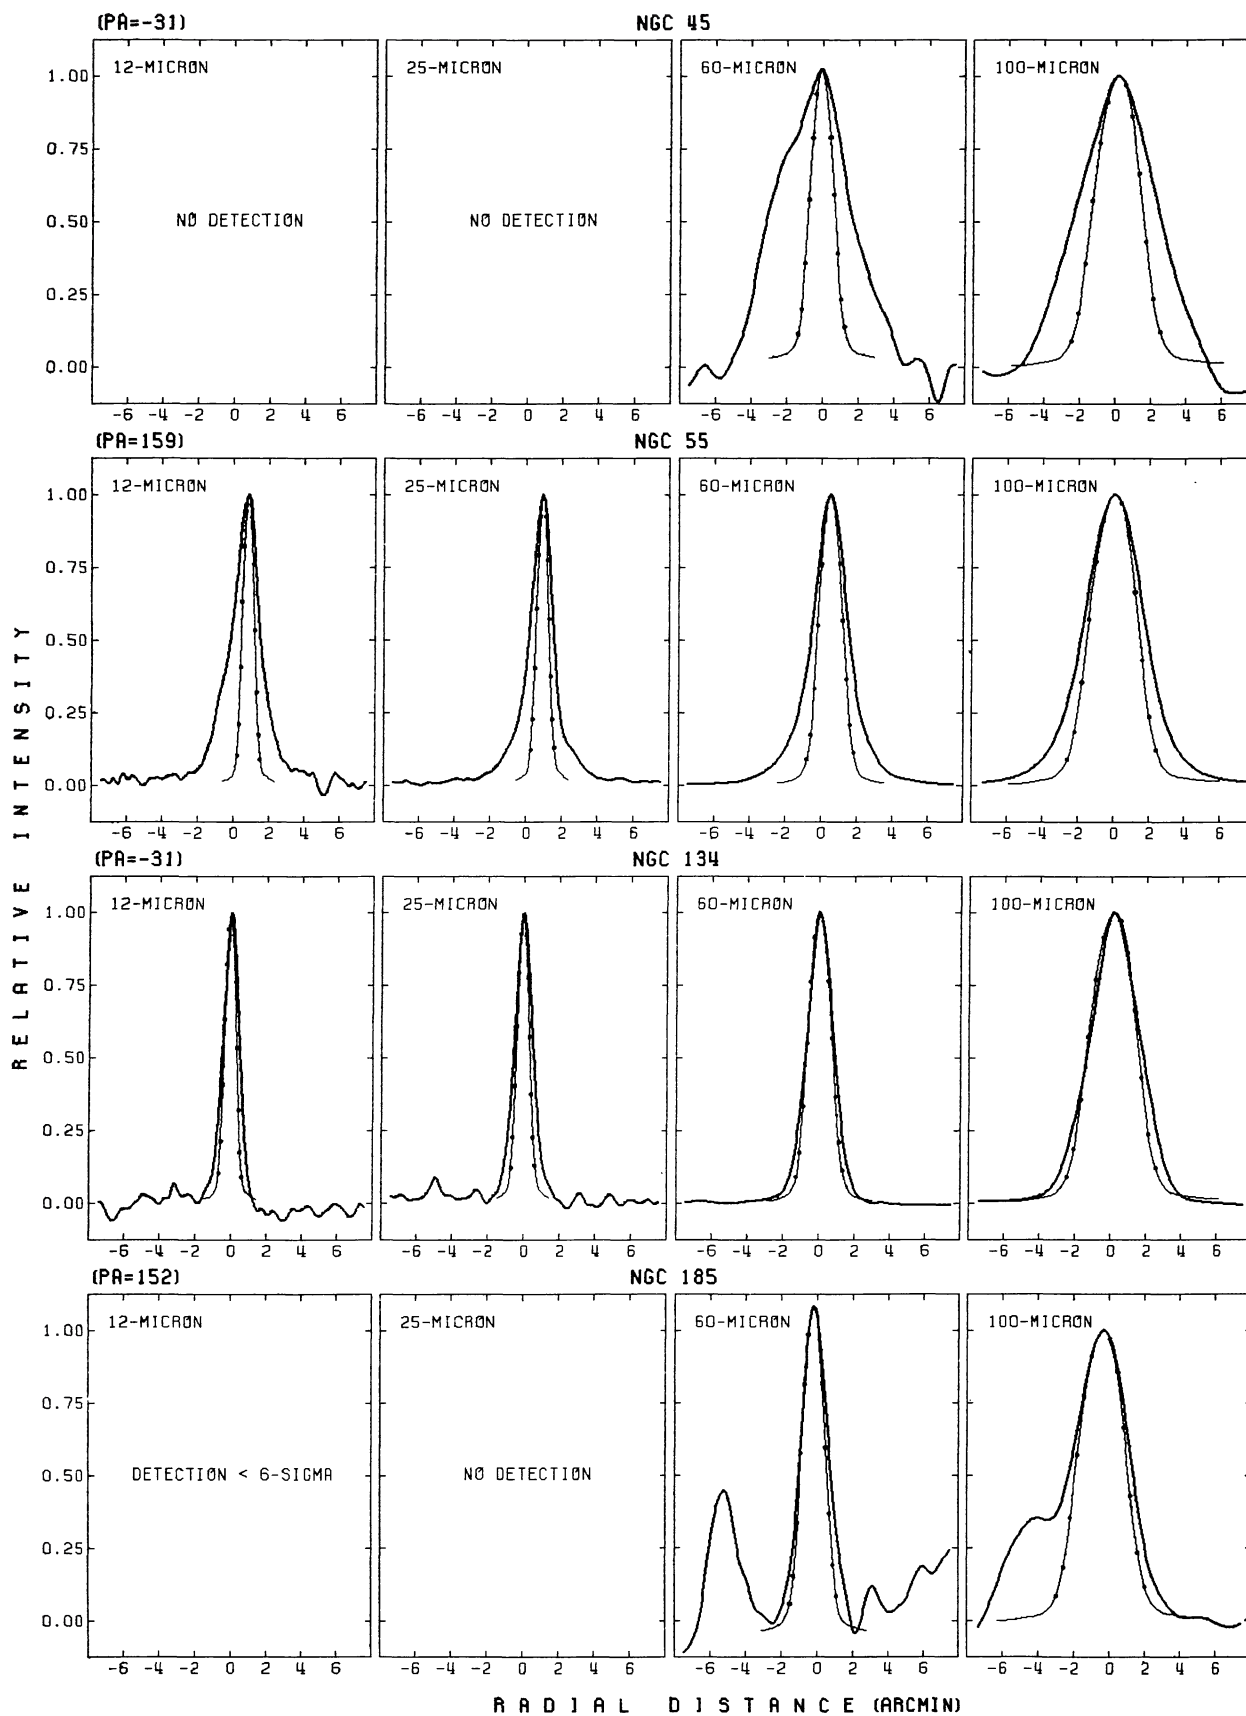 (PA=-31) NGC 45
12-MICRON 25-MICRON 60-MICRON 100-MICRON
1.00
0.75
NO DETECTION NO DETECTION
0.50
0.25
0.00
-6 -4 -2 0 2 4 6 -6 -4 -2 0 2 4 6 -6 -4 -2 0 2 4 6 -6 -4 -2 0 2 4 6
(PA=159) NGC 55
12-MICRON 25-MICRON 60-MICRON 100-MICRON
1.00
0.75
0.50
0.25
0.00
-6 -4 -2 0 2 4 6 -6 -4 -2 0 2 4 6 -6 -4 -2 0 2 4 6 -6 -4 -2 0 2 4 6
RELATIVE INTENSITY
(PA=-31) NGC 134
12-MICRON 25-MICRON 60-MICRON 100-MICRON
1.00
0.75
0.50
0.25
0.00
-6 -4 -2 0 2 4 6 -6 -4 -2 0 2 4 6 -6 -4 -2 0 2 4 6 -6 -4 -2 0 2 4 6
(PA=152) NGC 185
12-MICRON 25-MICRON 60-MICRON 100-MICRON
1.00
0.75
DETECTION < 6-SIGMA NO DETECTION
0.50
0.25
0.00
-6 -4 -2 0 2 4 6 -6 -4 -2 0 2 4 6 -6 -4 -2 0 2 4 6 -6 -4 -2 0 2 4 6
RADIAL DISTANCE (ARCMIN)